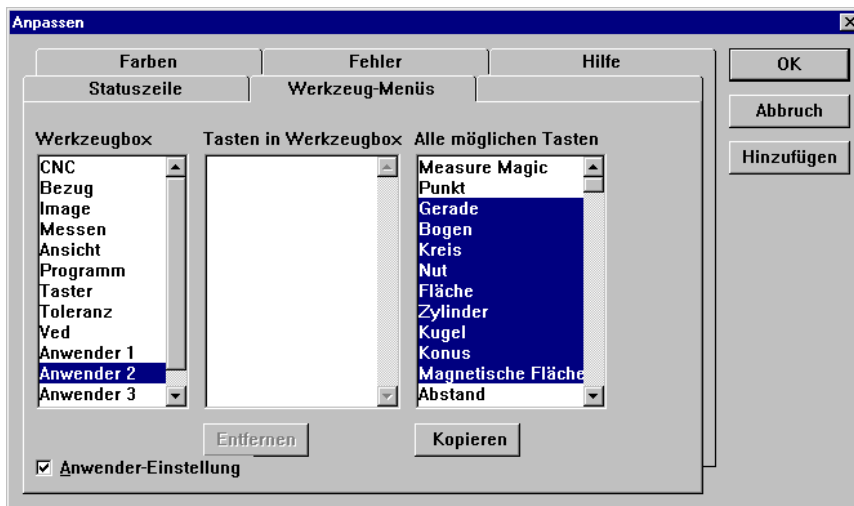 Anpassen
Farben Fehler Hilfe
Statuszeile Werkzeug-Menüs
OK
Abbruch
Hinzufügen
Werkzeugbox
CNC
Bezug
Image
Messen
Ansicht
Programm
Taster
Toleranz
Ved
Anwender 1
Anwender 2
Anwender 3
Tasten in Werkzeugbox
Entfernen
Alle möglichen Tasten
Measure Magic
Punkt
Gerade
Bogen
Kreis
Nut
Fläche
Zylinder
Kugel
Konus
Magnetische Fläche
Abstand
Kopieren
Anwender-Einstellung